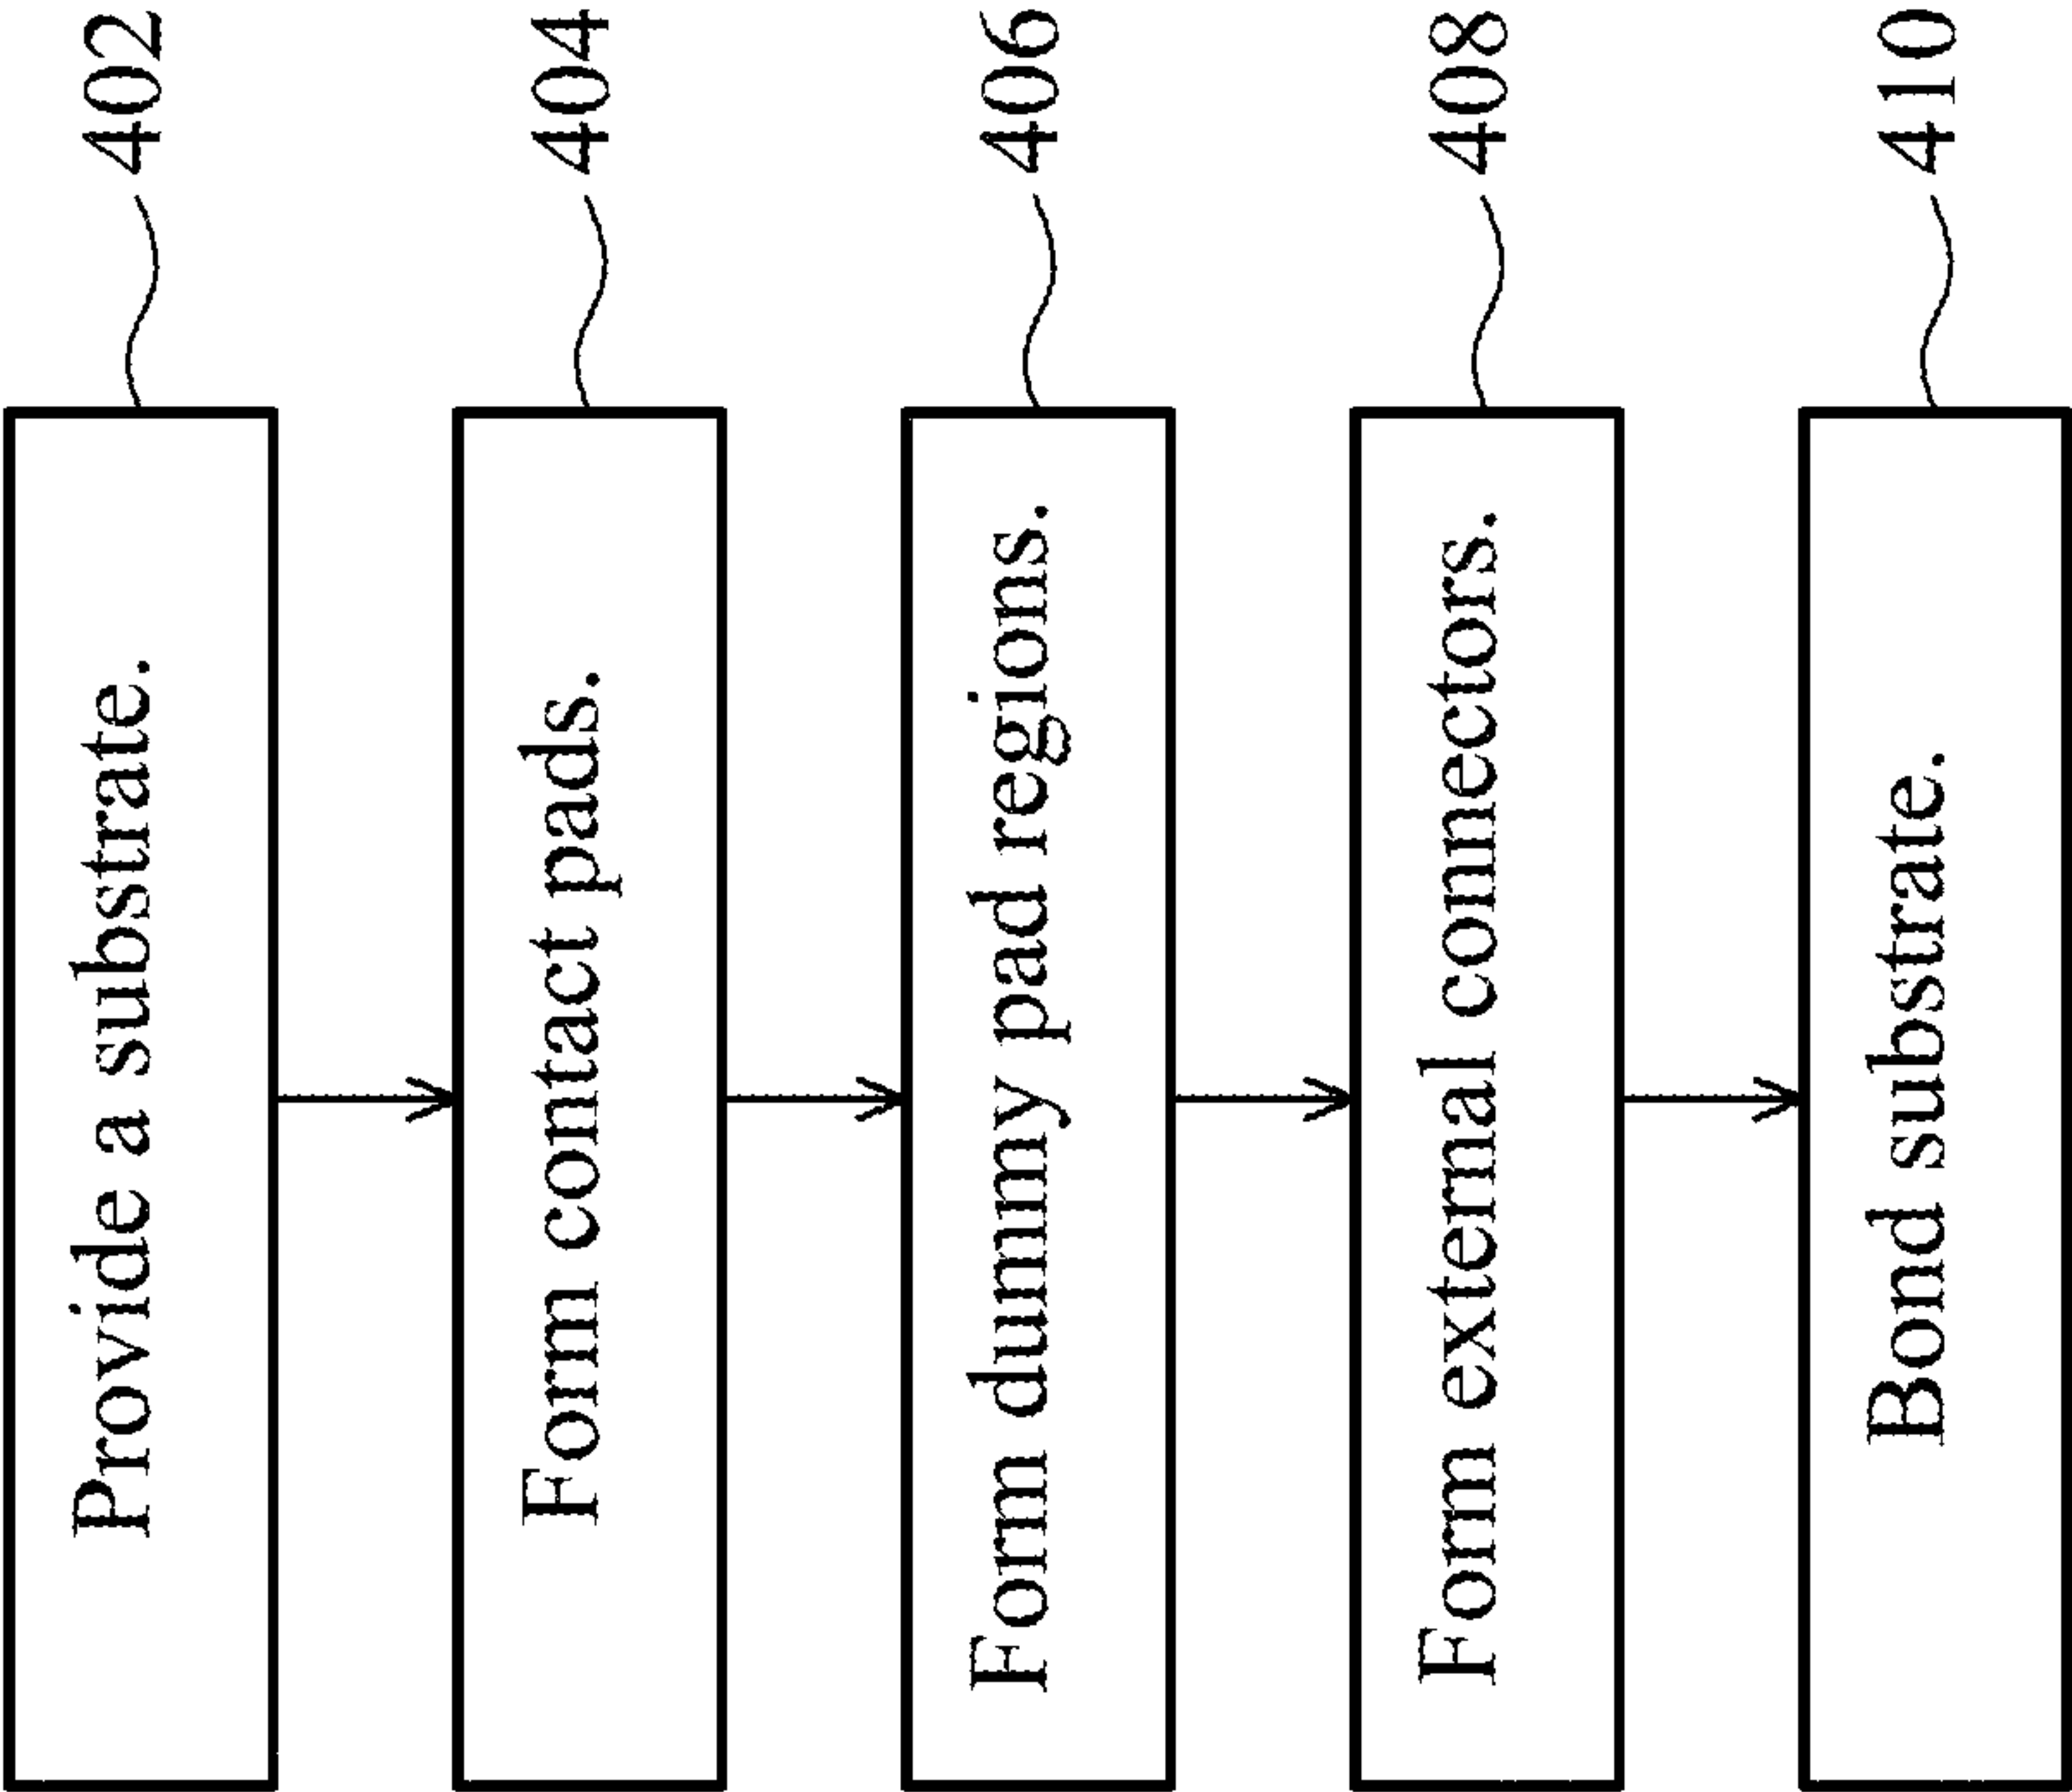 Provide a substrate.
402
Form contact pads.
404
Form dummy pad regions.
406
Form external connectors.
408
Bond substrate.
410